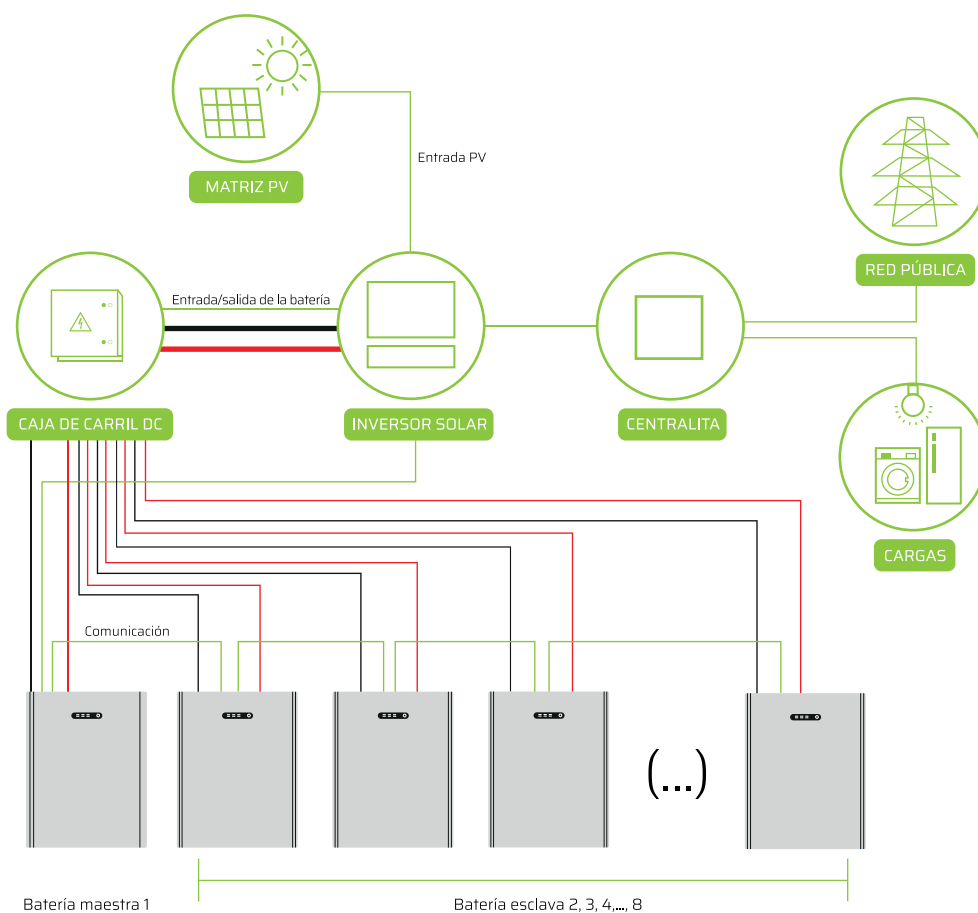 MATRIZ PV
Entrada PV
RED PÚBLICA
Entrada/salida de la batería
CAJA DE CARRIL DC
INVERSOR SOLAR
CENTRALITA
CARGAS
Comunicación
(...)
Batería maestra 1
Batería esclava 2, 3, 4,..., 8